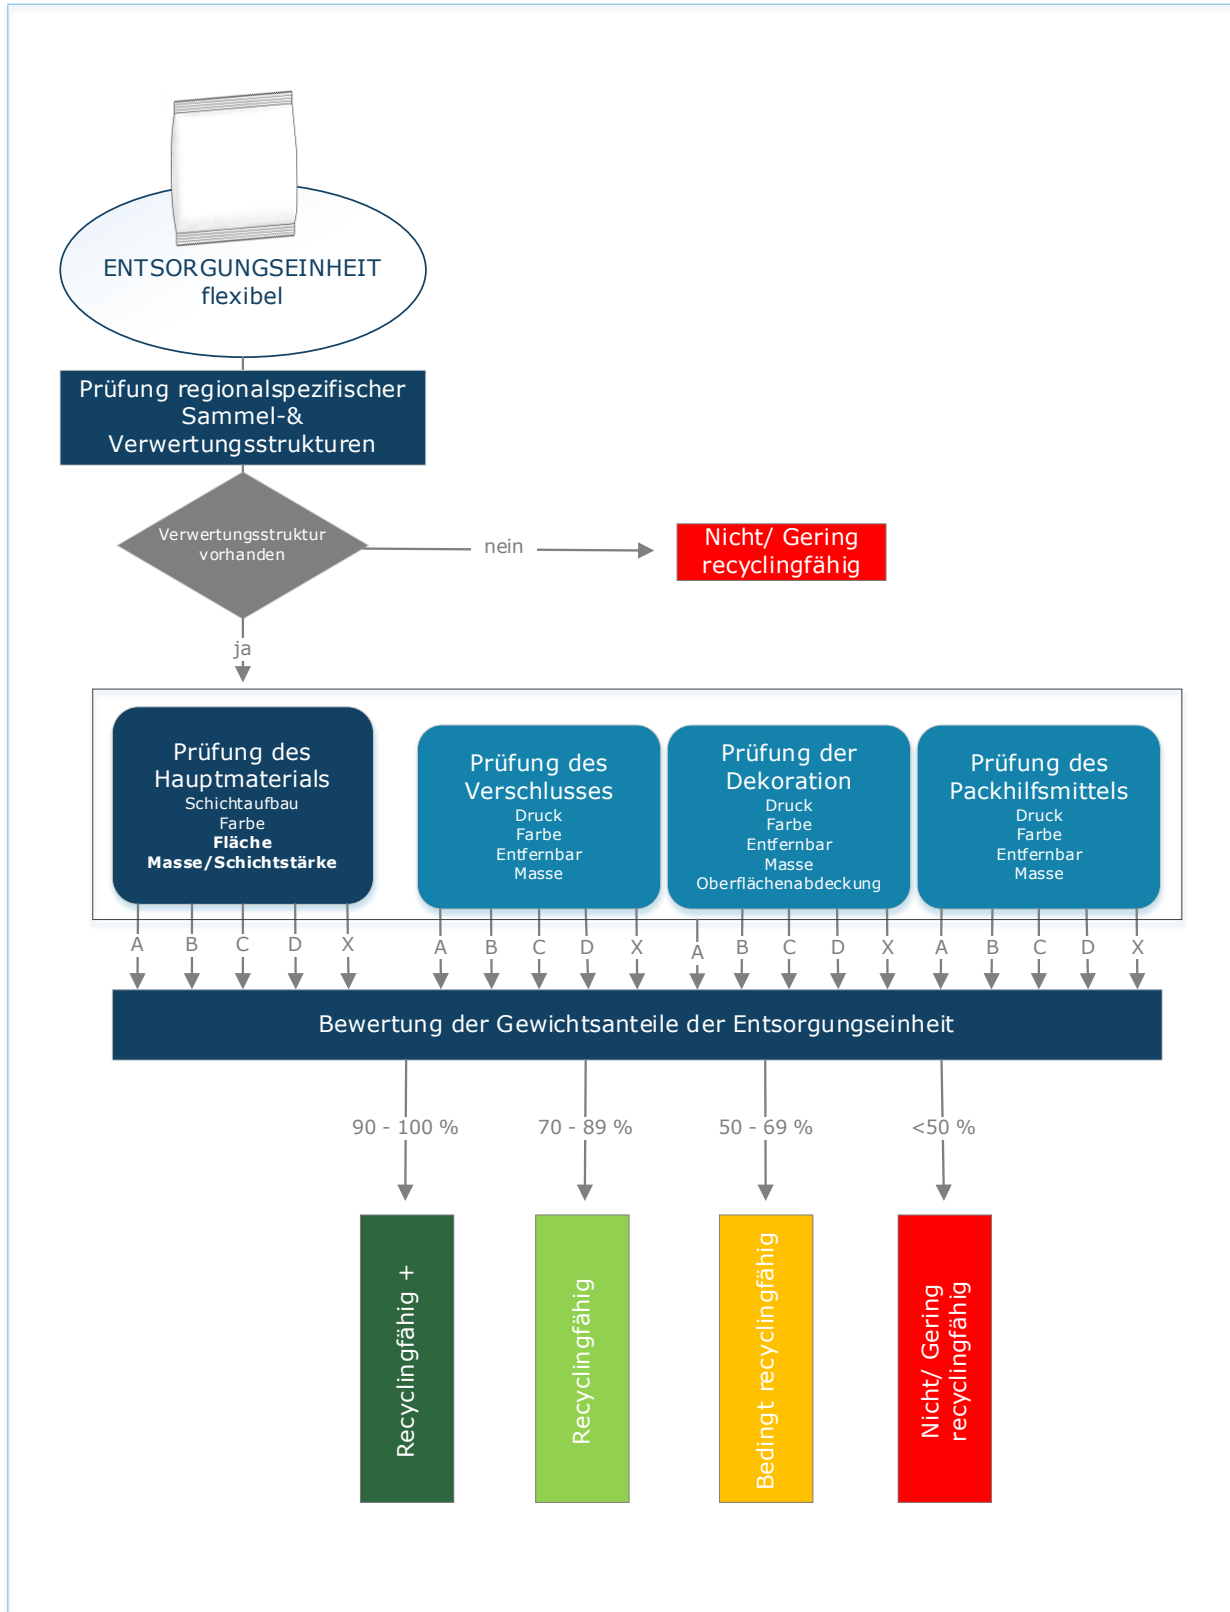 ENTSORGUNGSEINHEIT
flexibel
Prüfung regionalspezifischer
Sammel-&
Verwertungsstrukturen
Verwertungsstruktur
vorhanden
nein
Nicht/ Gering
recyclingfähig
ja
Prüfung des
Hauptmaterials
Schichtaufbau
Farbe
Fläche
Masse/Schichtstärke
Prüfung des
Verschlusses
Druck
Farbe
Entfernbar
Masse
Prüfung der
Dekoration
Druck
Farbe
Entfernbar
Masse
Oberflächenabdeckung
Prüfung des
Packhilfsmittels
Druck
Farbe
Entfernbar
Masse
A B C D X A B C D X A B C D X A B C D X
Bewertung der Gewichtsanteile der Entsorgungseinheit
90 - 100 % 70 - 89 % 50 - 69 % <50 %
Recyclingfähig +
Recyclingfähig
Bedingt recyclingfähig
Nicht/ Gering
recyclingfähig